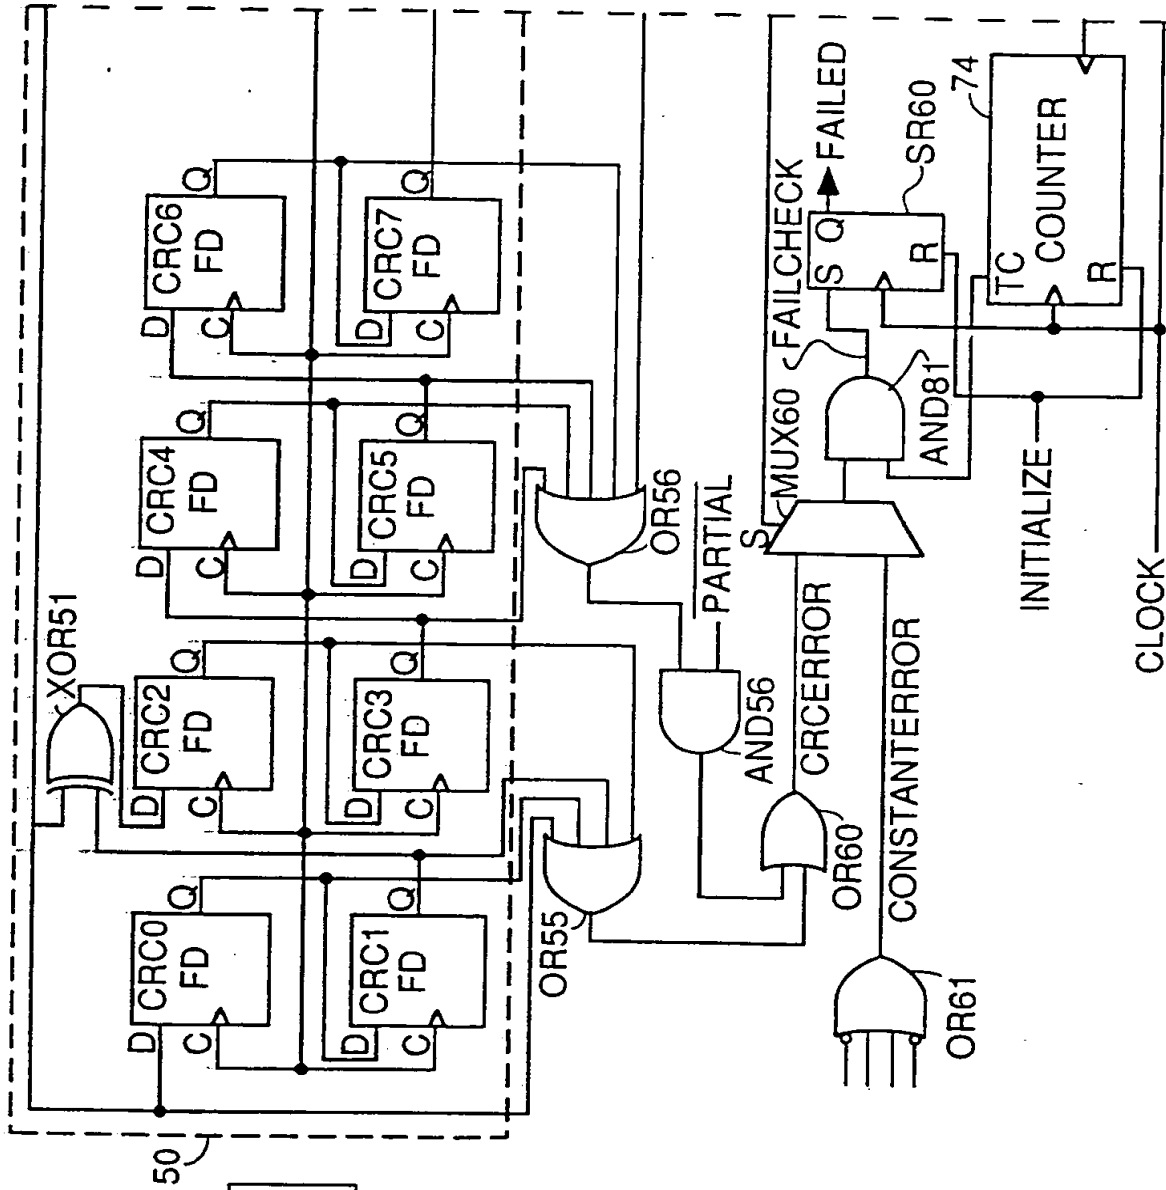 XOR51
CRC0
FD
D
C
Q
CRC2
FD
D
C
Q
CRC4
FD
D
C
Q
CRC6
FD
D
C
Q
CRC1
FD
D
C
Q
CRC3
FD
D
C
Q
CRC5
FD
D
C
Q
CRC7
FD
D
C
Q
50
OR55
OR56
PARTIAL
AND56
OR60
CRCERROR
CONSTANTERROR
OR61
S
MUX60
FAILCHECK
AND81
S
Q
R
FAILED
SR60
TC
COUNTER
R
74
INITIALIZE
CLOCK